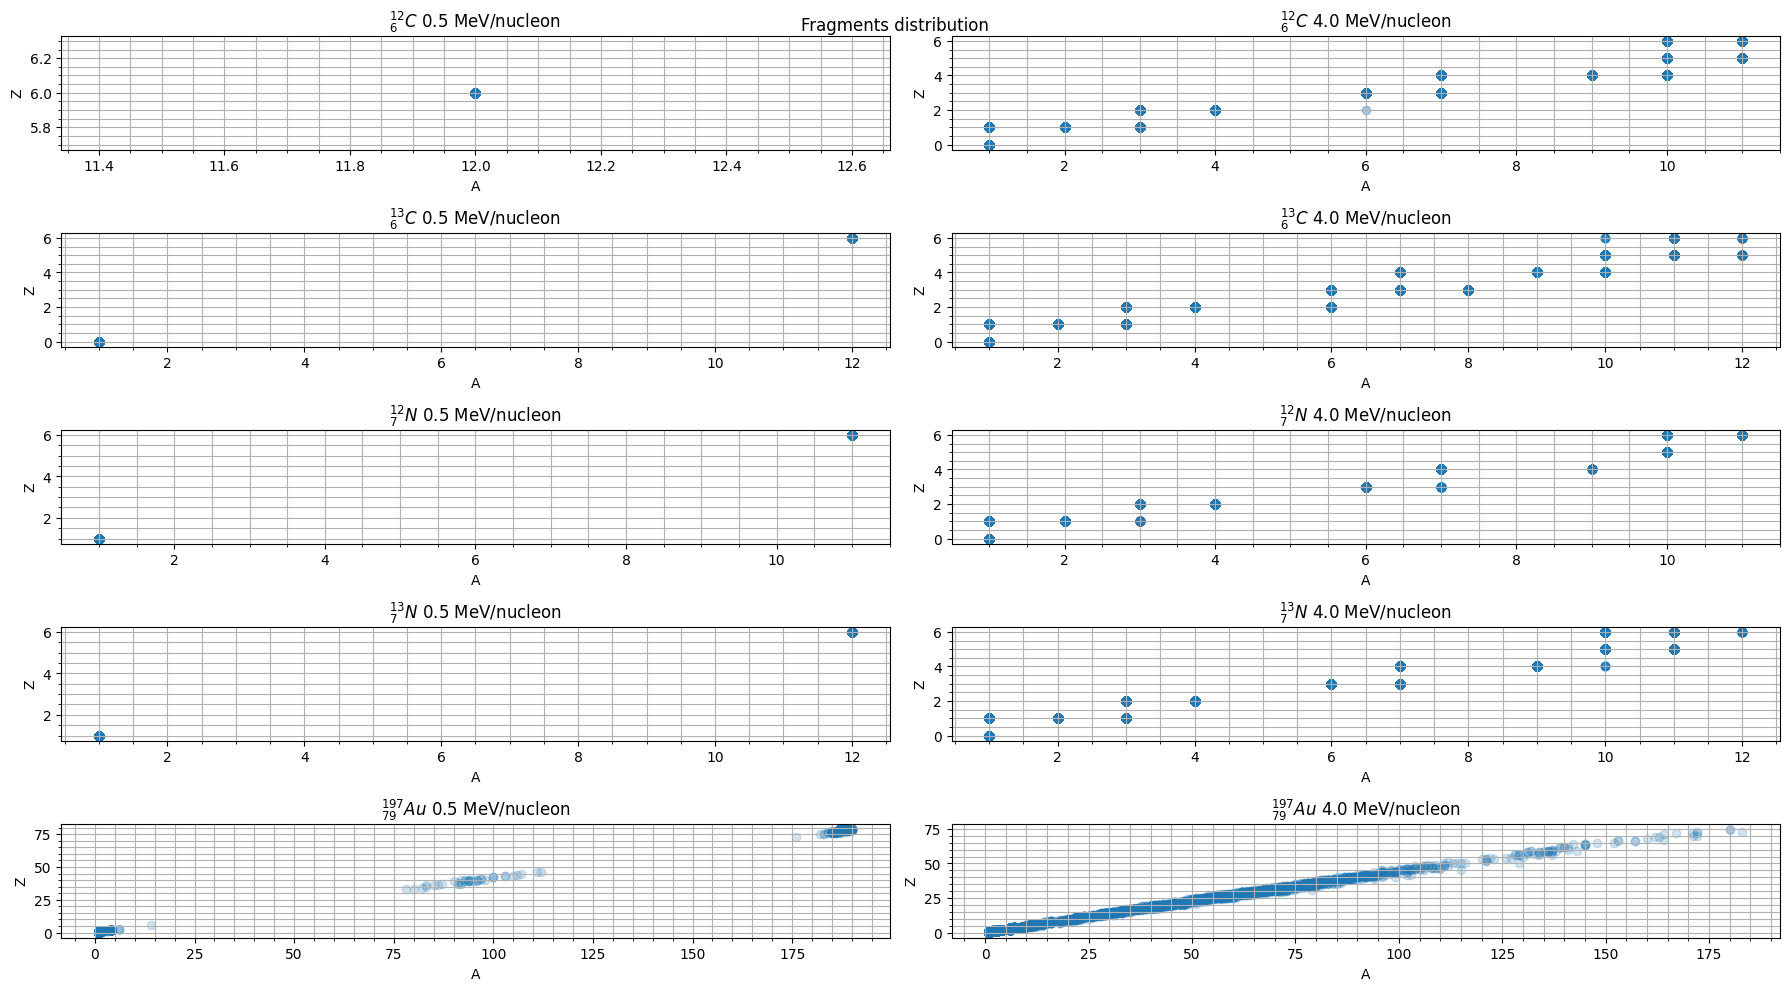 Fragments distribution
$^{12}_{6}C$ 0.5 MeV/nucleon
Z
6.2
6.0
5.8
11.4 11.6 11.8 12.0 12.2 12.4 12.6
A
$^{12}_{6}C$ 4.0 MeV/nucleon
Z
6
4
2
0
2 4 6 8 10
A
$^{13}_{6}C$ 0.5 MeV/nucleon
Z
6
4
2
0
2 4 6 8 10 12
A
$^{13}_{6}C$ 4.0 MeV/nucleon
Z
6
4
2
0
2 4 6 8 10 12
A
$^{12}_{7}N$ 0.5 MeV/nucleon
Z
6
4
2
2 4 6 8 10
A
$^{12}_{7}N$ 4.0 MeV/nucleon
Z
6
4
2
0
2 4 6 8 10
A
$^{13}_{7}N$ 0.5 MeV/nucleon
Z
6
4
2
2 4 6 8 10 12
A
$^{13}_{7}N$ 4.0 MeV/nucleon
Z
6
4
2
0
2 4 6 8 10 12
A
$^{197}_{79}Au$ 0.5 MeV/nucleon
Z
75
50
25
0
0 25 50 75 100 125 150 175
A
$^{197}_{79}Au$ 4.0 MeV/nucleon
Z
75
50
25
0
0 25 50 75 100 125 150 175
A